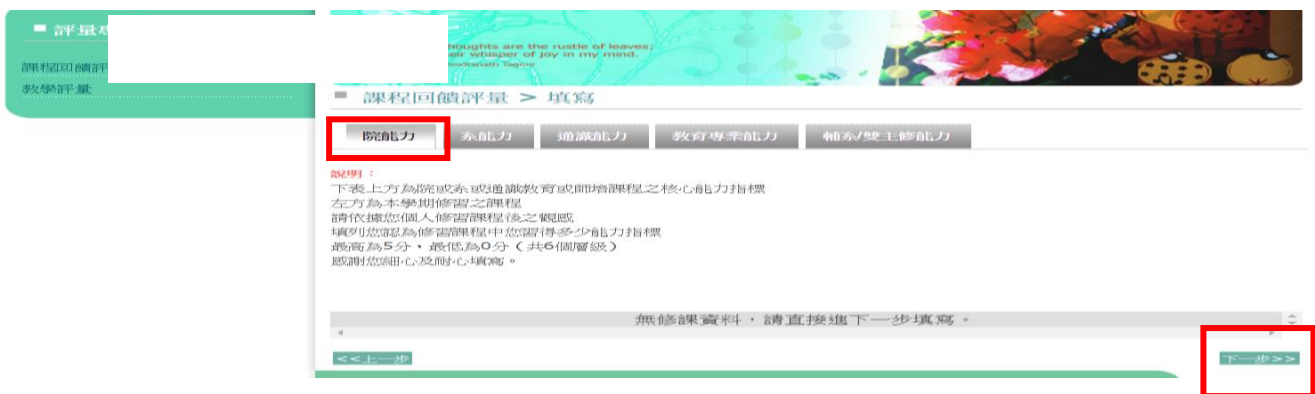 評量
課程回饋評
教學評量
houghts are the rustle of leaves;
eir whisper of joy in my mind.
課程回饋評量 > 填寫
院能力 系能力 通識能力 教育專業能力 輔系/雙主修能力
說明：
下表上方為院或系或通識教育或師培課程之核心能力指標
左方為本學期修習之課程
請依據您個人修習課程後之觀感
填列您認為修習課程中您習得多少能力指標
最高為5分，最低為0分（共6個層級）
感謝您細心及耐心填寫。
無修課資料，請直接進下一步填寫。
<<上一步 下一步>>